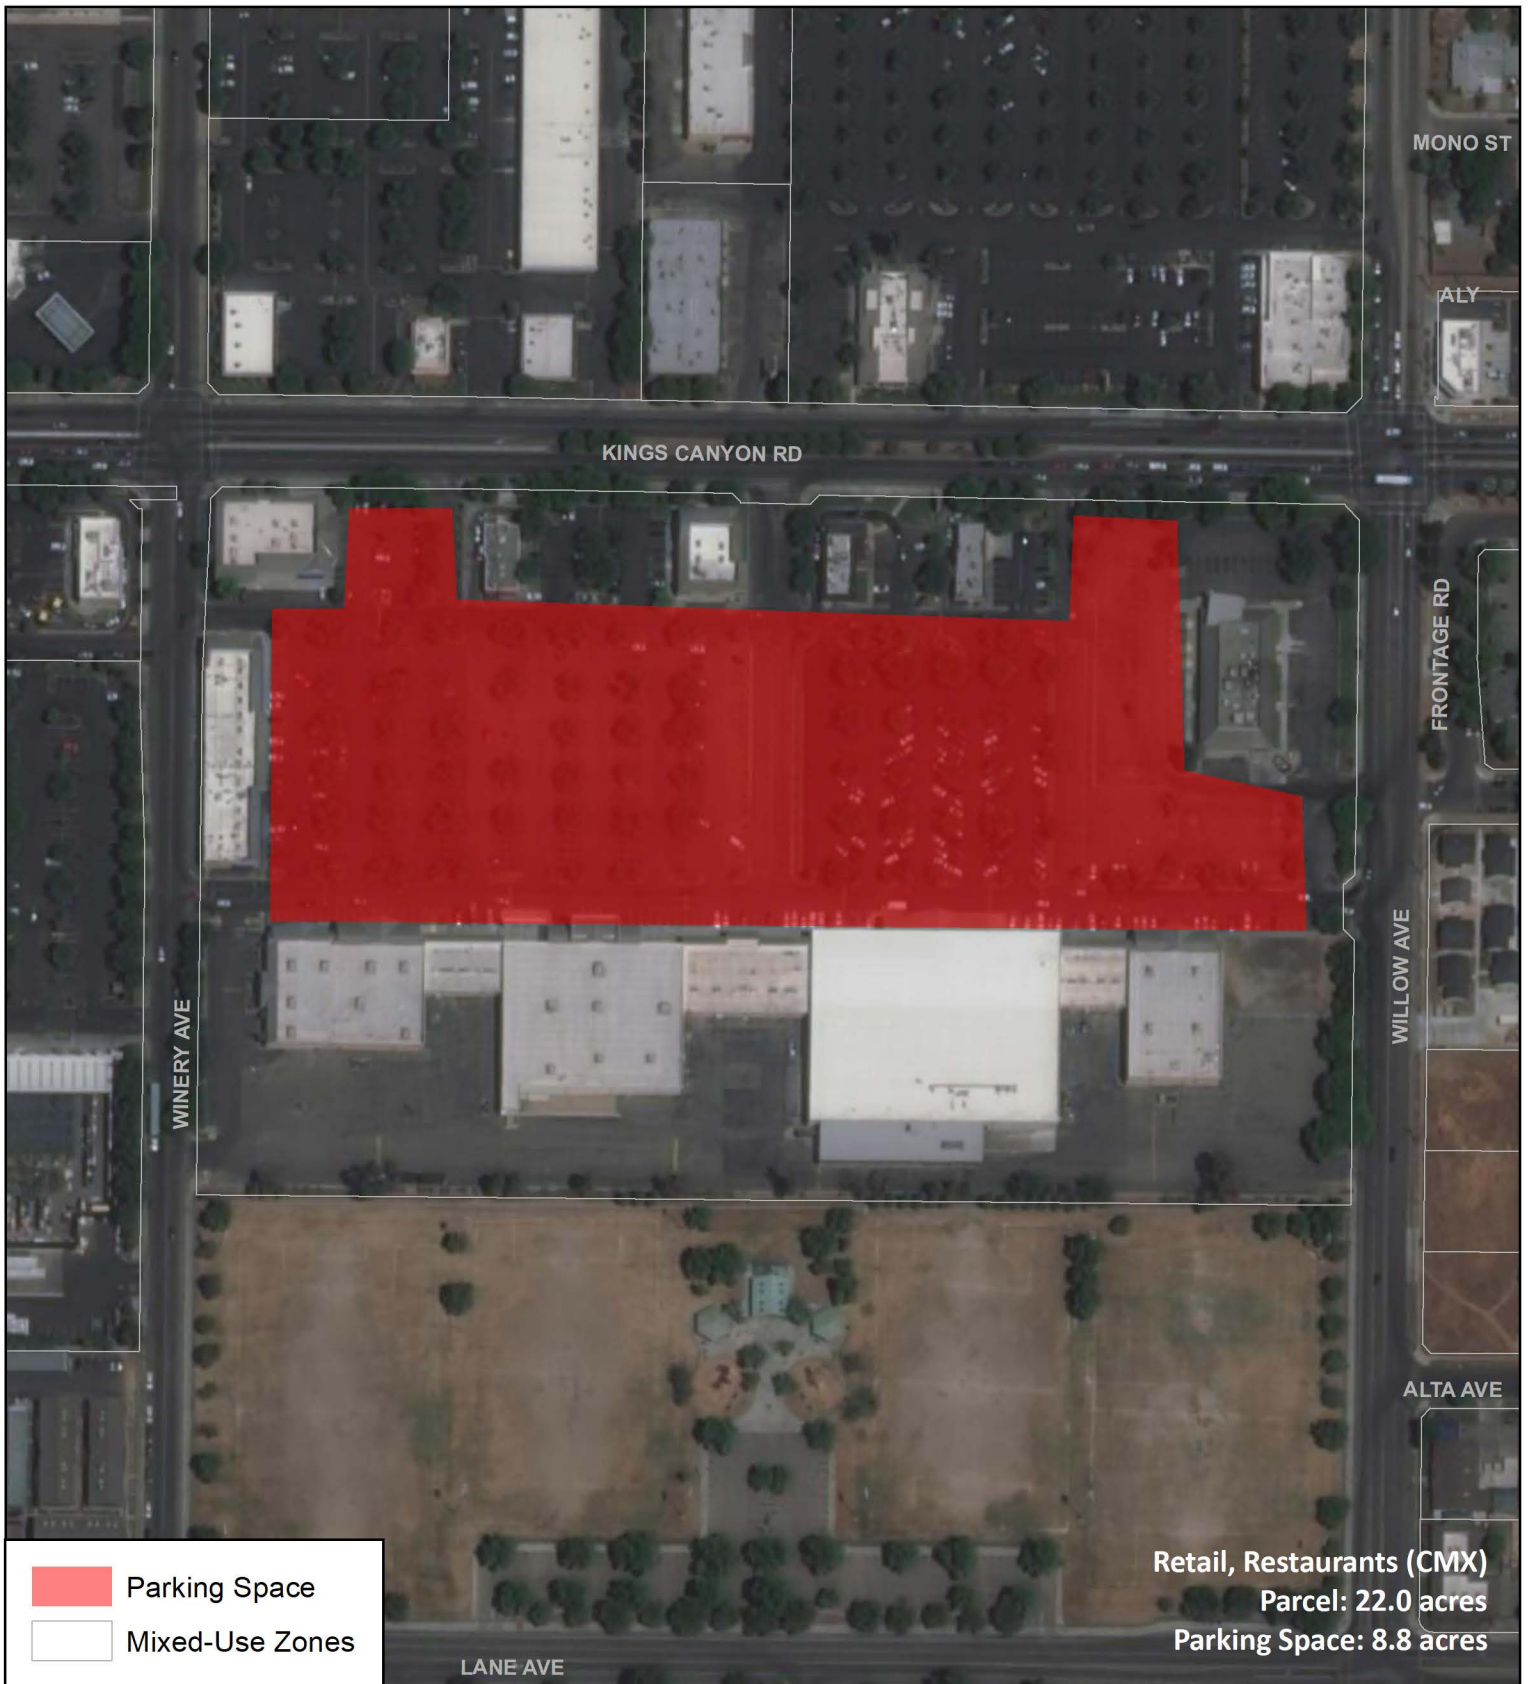 MONO ST
ALY
KINGS CANYON RD
FRONTAGE RD
WILLOW AVE
WINERY AVE
ALTA AVE
Retail, Restaurants (CMX)
Parcel: 22.0 acres
Parking Space: 8.8 acres
Parking Space
Mixed-Use Zones
LANE AVE